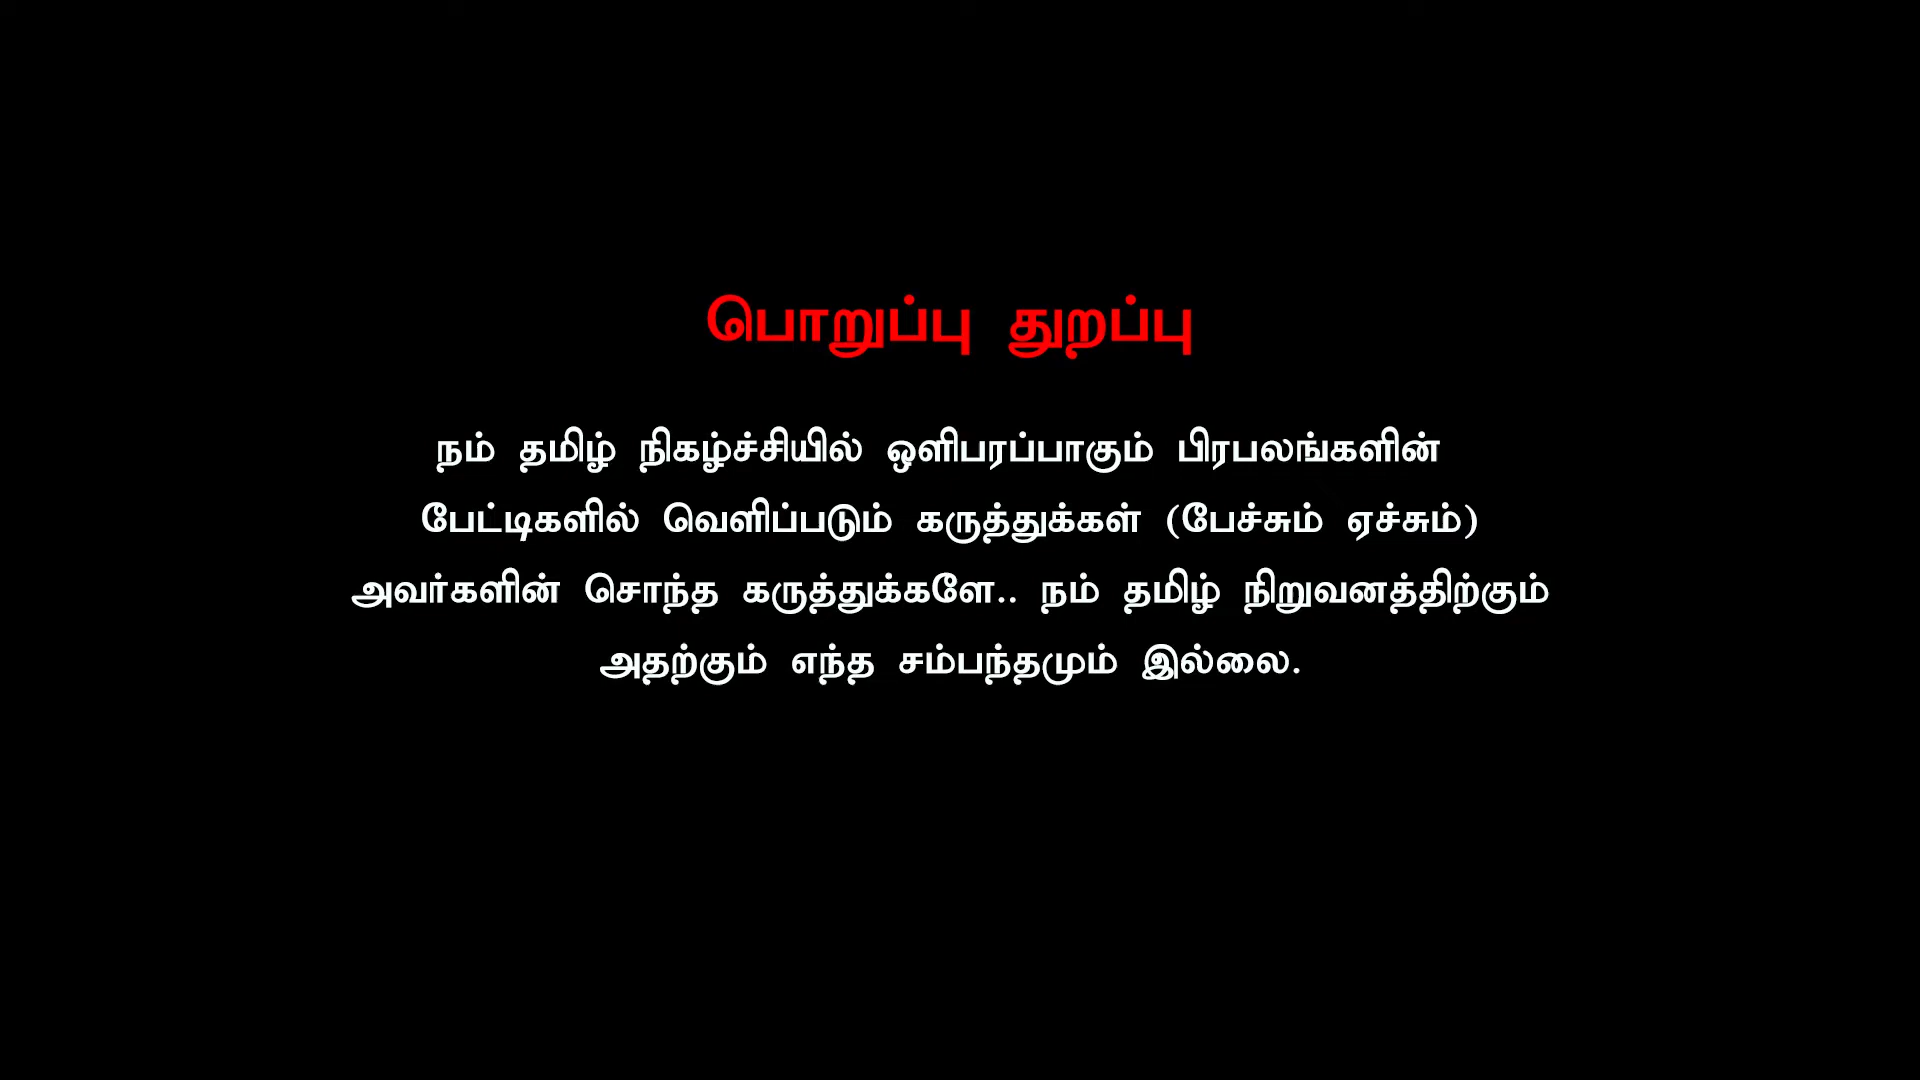 பொறுப்பு துறப்பு
நம் தமிழ் நிகழ்ச்சியில் ஒளிபரப்பாகும் பிரபலங்களின்
பேட்டிகளில் வெளிப்படும் கருத்துக்கள் (பேச்சும் ஏச்சும்)
அவர்களின் சொந்த கருத்துக்களே.. நம் தமிழ் நிறுவனத்திற்கும்
அதற்கும் எந்த சம்பந்தமும் இல்லை.